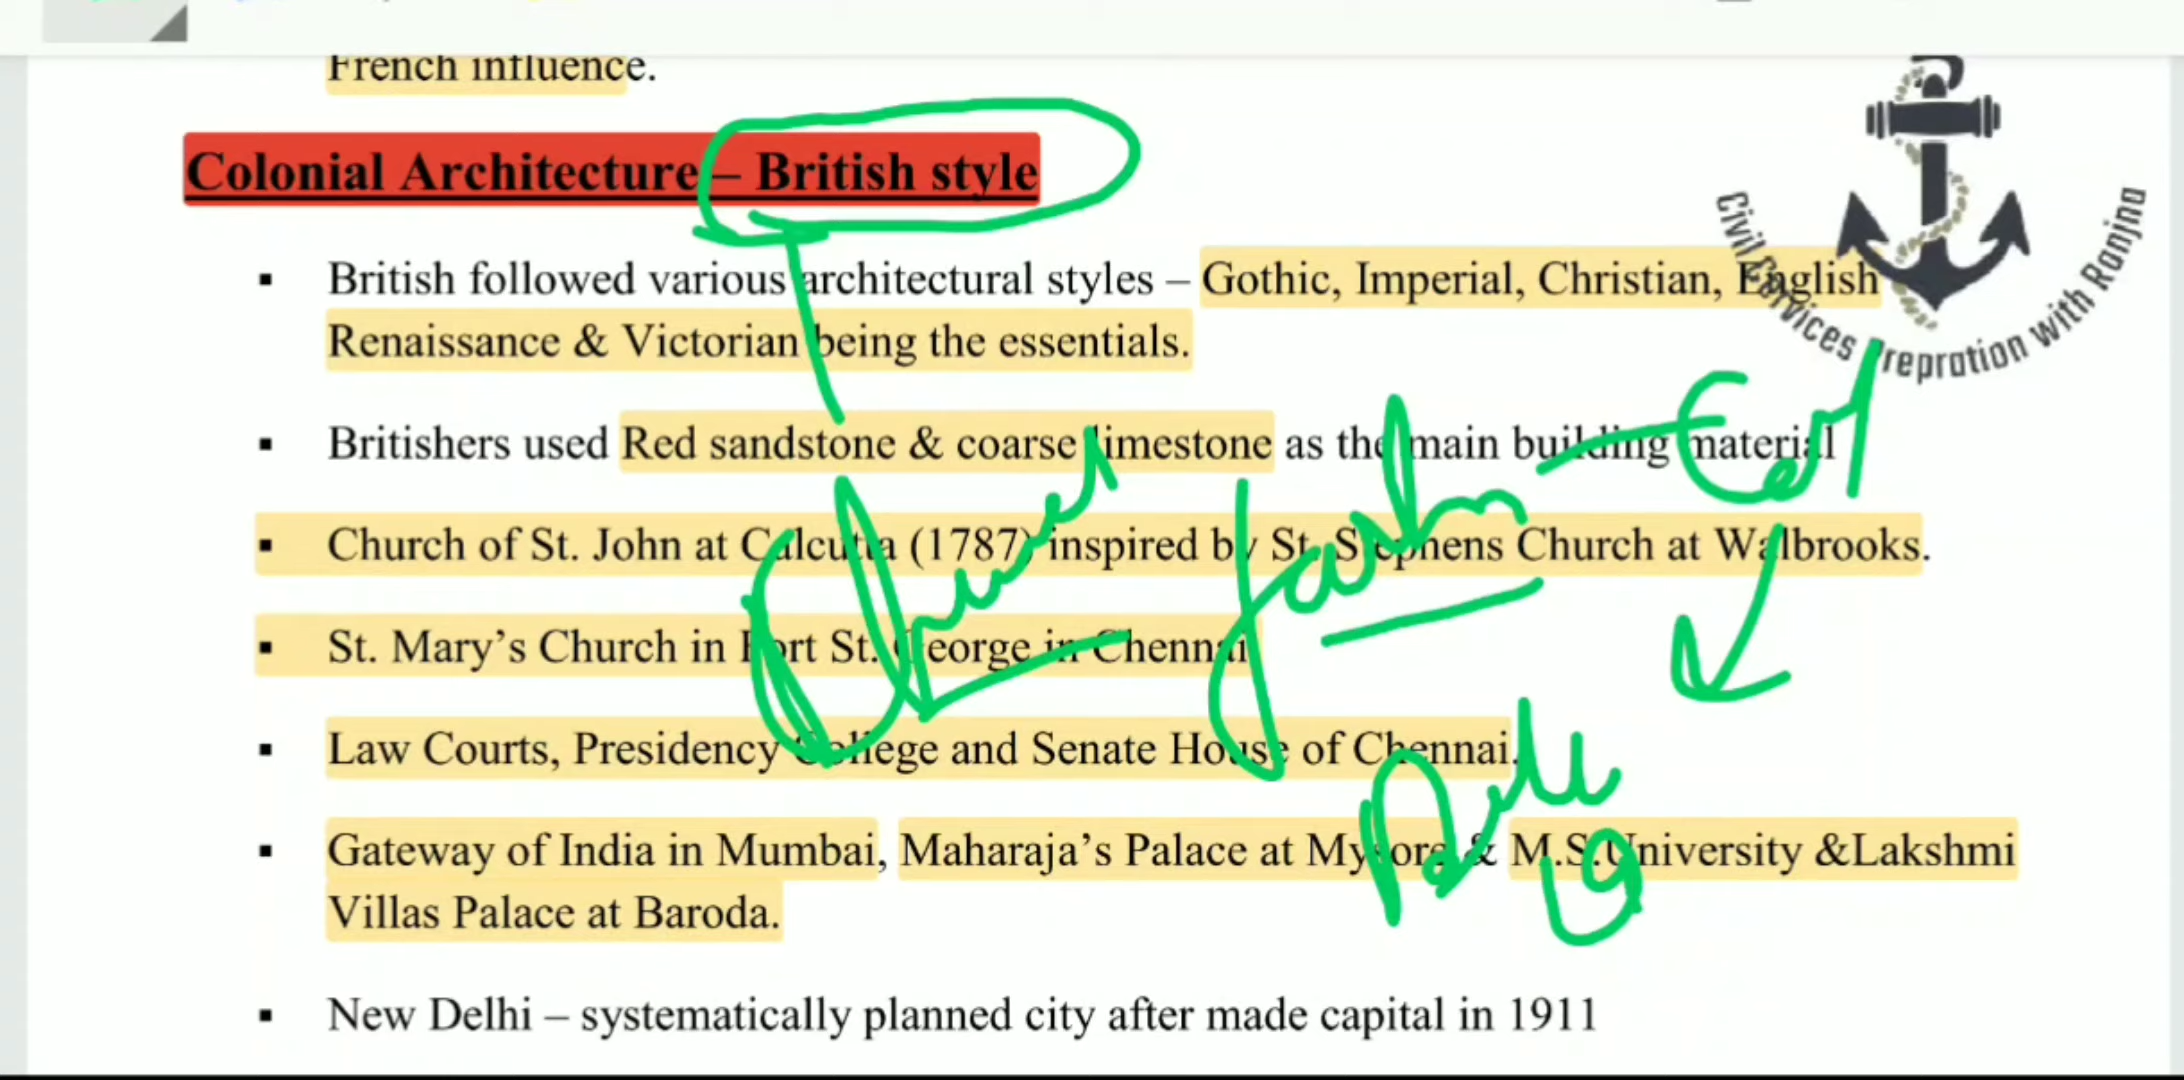 French influence.
Colonial Architecture – British style
▪ British followed various architectural styles – Gothic, Imperial, Christian, English
Renaissance & Victorian being the essentials.
▪ Britishers used Red sandstone & coarse limestone as the main building material
▪ Church of St. John at Calcutta (1787) inspired by St. Stephens Church at Walbrooks.
▪ St. Mary’s Church in Fort St. George in Chennai
▪ Law Courts, Presidency College and Senate House of Chennai.
▪ Gateway of India in Mumbai, Maharaja’s Palace at Mysore & M.S.University &Lakshmi
Villas Palace at Baroda.
▪ New Delhi – systematically planned city after made capital in 1911
Civil Services Prepration with Ranjna